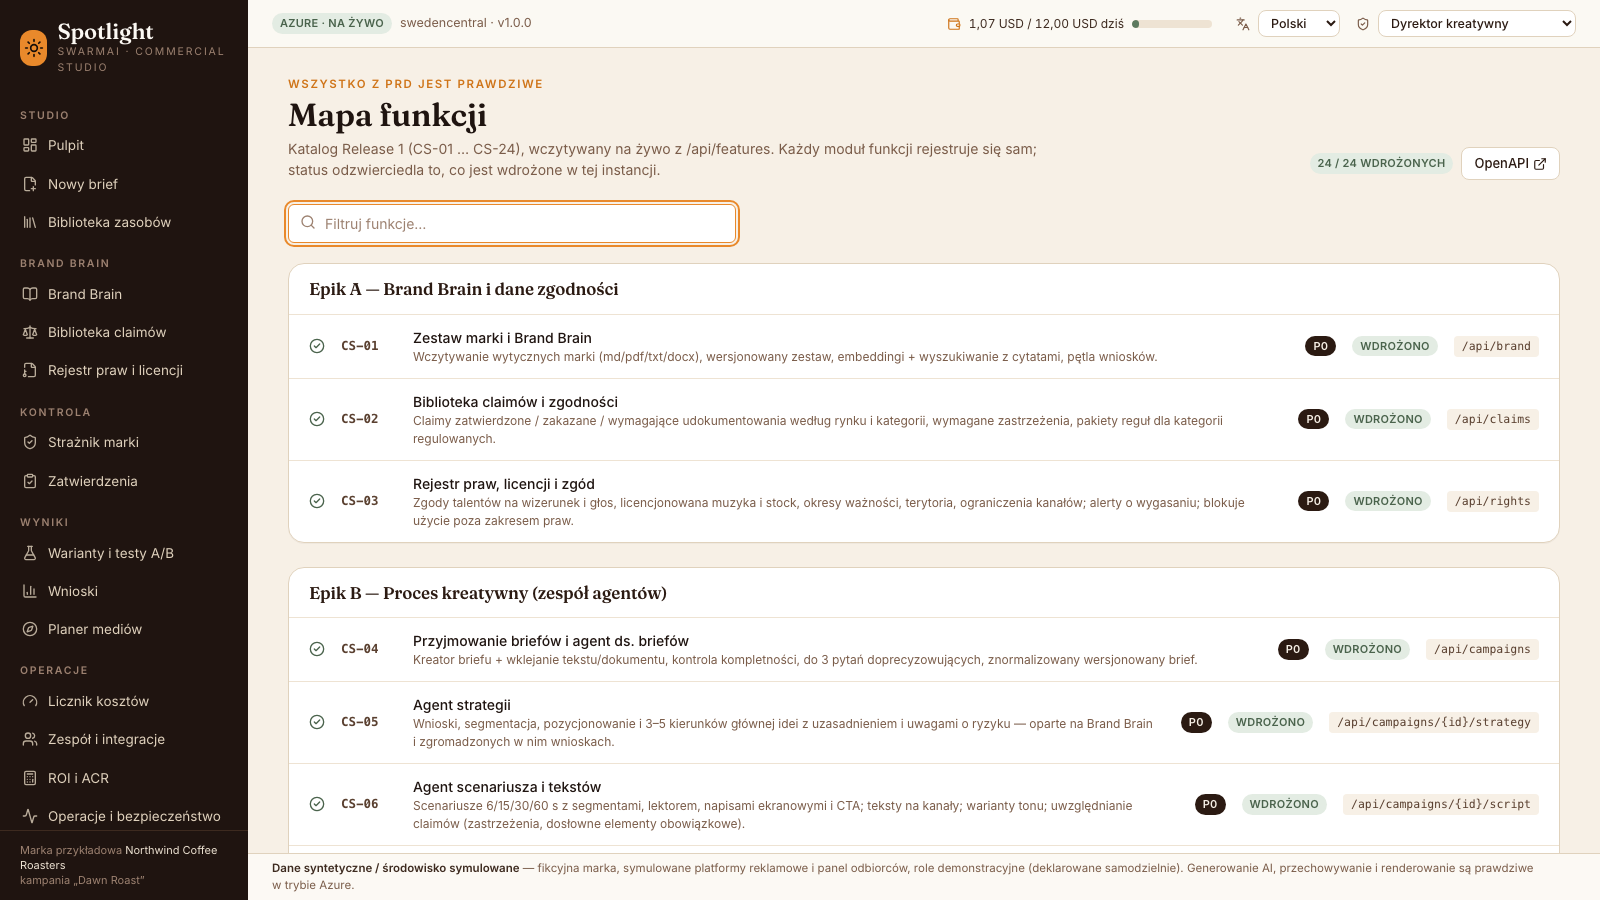 Spotlight
SWARMAI · COMMERCIAL
STUDIO
STUDIO
Pulpit
Nowy brief
Biblioteka zasobów
BRAND BRAIN
Brand Brain
Biblioteka claimów
Rejestr praw i licencji
KONTROLA
Strażnik marki
Zatwierdzenia
WYNIKI
Warianty i testy A/B
Wnioski
Planer mediów
OPERACJE
Licznik kosztów
Zespół i integracje
ROI i ACR
Operacje i bezpieczeństwo
Marka przykładowa Northwind Coffee
Roasters
kampania „Dawn Roast”
AZURE · NA ŻYWO swedencentral · v1.0.0
1,07 USD / 12,00 USD dziś
Polski
Dyrektor kreatywny
WSZYSTKO Z PRD JEST PRAWDZIWE
Mapa funkcji
Katalog Release 1 (CS-01 … CS-24), wczytywany na żywo z /api/features. Każdy moduł funkcji rejestruje się sam;
status odzwierciedla to, co jest wdrożone w tej instancji.
24 / 24 WDROŻONYCH
OpenAPI
Filtruj funkcje...
Epik A — Brand Brain i dane zgodności
CS-01
Zestaw marki i Brand Brain
Wczytywanie wytycznych marki (md/pdf/txt/docx), wersjonowany zestaw, embeddingi + wyszukiwanie z cytatami, pętla wniosków.
P0 WDROŻONO /api/brand
CS-02
Biblioteka claimów i zgodności
Claimy zatwierdzone / zakazane / wymagające udokumentowania według rynku i kategorii, wymagane zastrzeżenia, pakiety reguł dla kategorii
regulowanych.
P0 WDROŻONO /api/claims
CS-03
Rejestr praw, licencji i zgód
Zgody talentów na wizerunek i głos, licencjonowana muzyka i stock, okresy ważności, terytoria, ograniczenia kanałów; alerty o wygasaniu; blokuje
użycie poza zakresem praw.
P0 WDROŻONO /api/rights
Epik B — Proces kreatywny (zespół agentów)
CS-04
Przyjmowanie briefów i agent ds. briefów
Kreator briefu + wklejanie tekstu/dokumentu, kontrola kompletności, do 3 pytań doprecyzowujących, znormalizowany wersjonowany brief.
P0 WDROŻONO /api/campaigns
CS-05
Agent strategii
Wnioski, segmentacja, pozycjonowanie i 3–5 kierunków głównej idei z uzasadnieniem i uwagami o ryzyku — oparte na Brand Brain
i zgromadzonych w nim wnioskach.
P0 WDROŻONO /api/campaigns/{id}/strategy
CS-06
Agent scenariusza i tekstów
Scenariusze 6/15/30/60 s z segmentami, lektorem, napisami ekranowymi i CTA; teksty na kanały; warianty tonu; uwzględnianie
claimów (zastrzeżenia, dosłowne elementy obowiązkowe).
P0 WDROŻONO /api/campaigns/{id}/script
Dane syntetyczne / środowisko symulowane — fikcyjna marka, symulowane platformy reklamowe i panel odbiorców, role demonstracyjne (deklarowane samodzielnie). Generowanie AI, przechowywanie i renderowanie są prawdziwe
w trybie Azure.